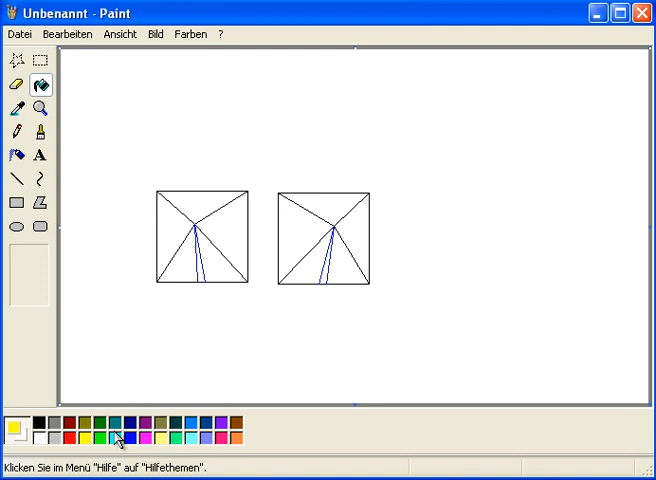 Unbenannt - Paint
Datei Bearbeiten Ansicht Bild Farben ?
A
Klicken Sie im Menü "Hilfe" auf "Hilfethemen".